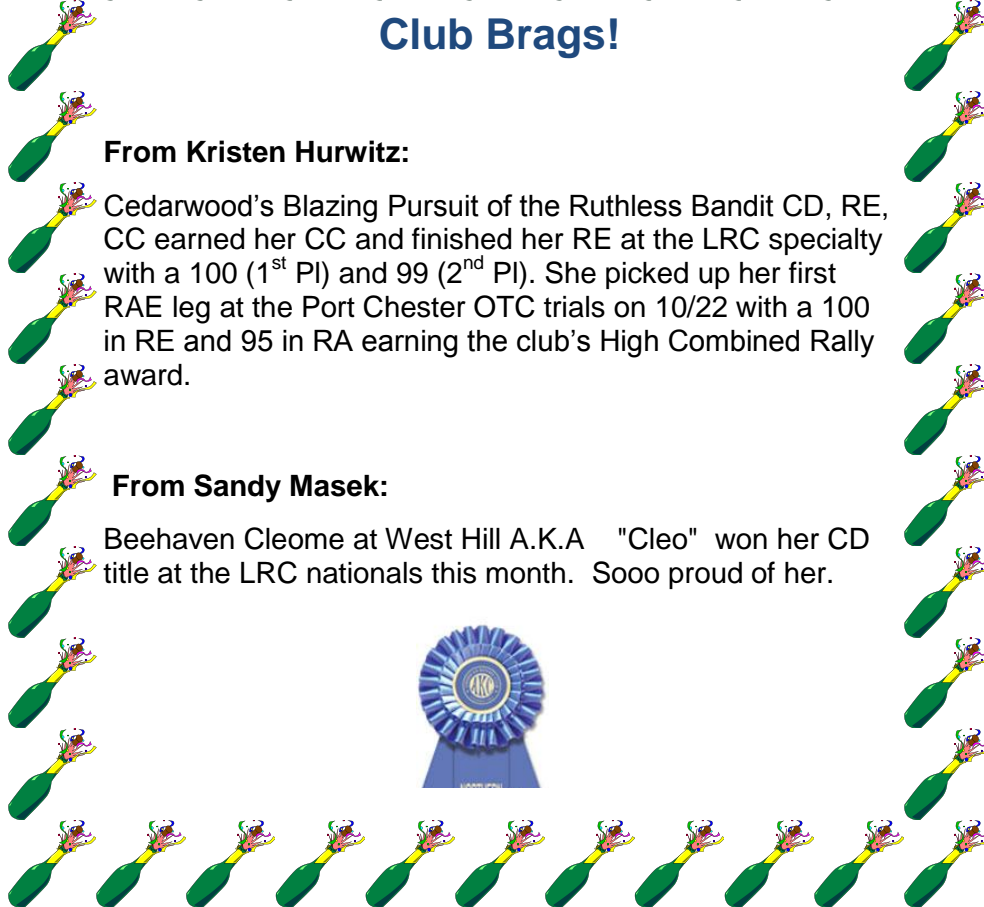 Club Brags!
From Kristen Hurwitz:
Cedarwood’s Blazing Pursuit of the Ruthless Bandit CD, RE,
CC earned her CC and finished her RE at the LRC specialty
with a 100 (1st Pl) and 99 (2nd Pl). She picked up her first
RAE leg at the Port Chester OTC trials on 10/22 with a 100
in RE and 95 in RA earning the club’s High Combined Rally
award.
From Sandy Masek:
Beehaven Cleome at West Hill A.K.A    "Cleo"  won her CD
title at the LRC nationals this month.  Sooo proud of her.
AKC